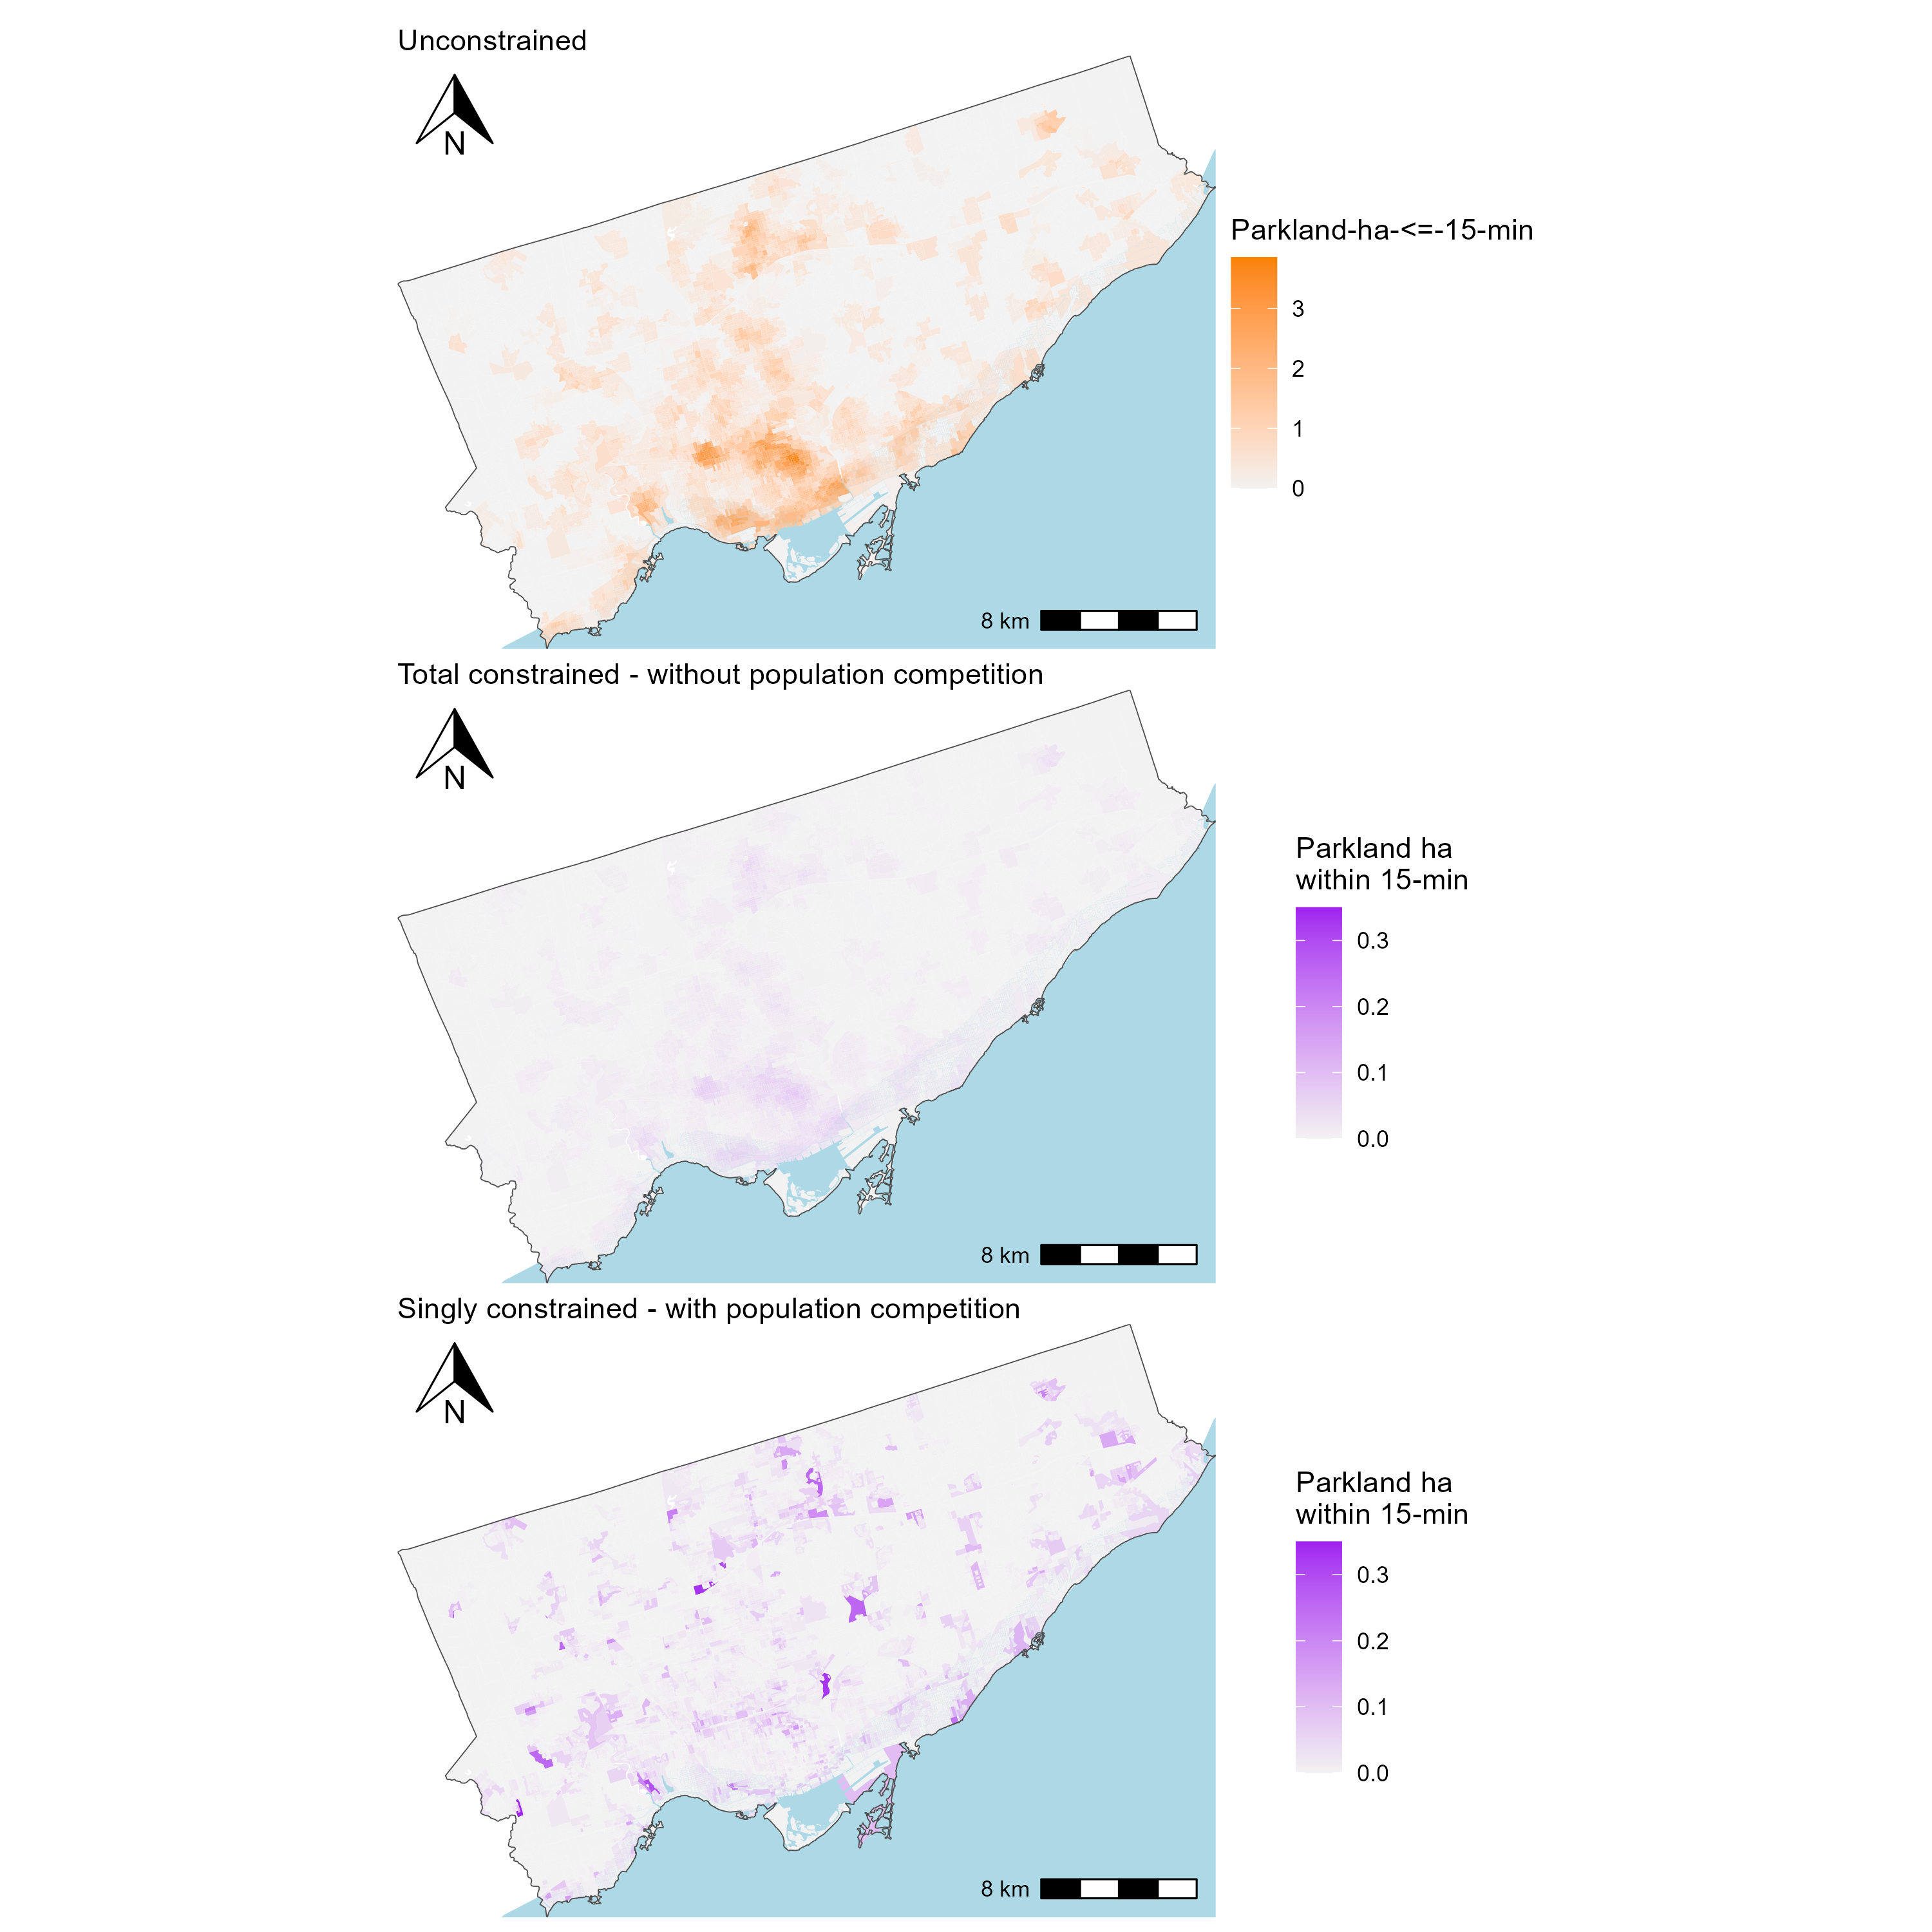 Unconstrained
N
Parkland-ha-<=-15-min
3
2
1
0
8 km
Total constrained - without population competition
N
Parkland ha
within 15-min
0.3
0.2
0.1
0.0
8 km
Singly constrained - with population competition
N
Parkland ha
within 15-min
0.3
0.2
0.1
0.0
8 km